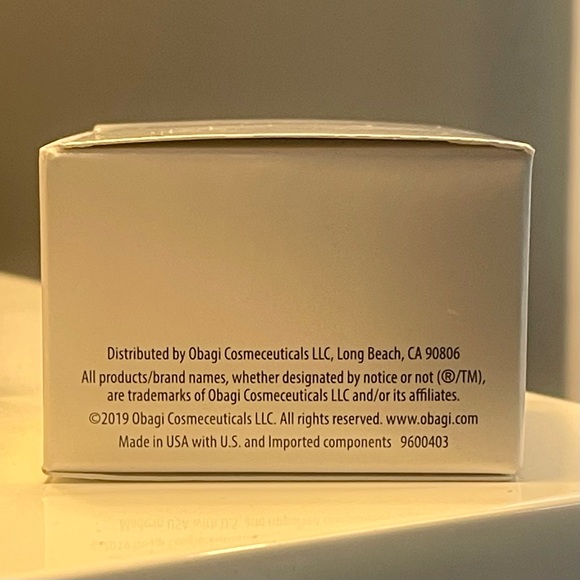 Distributed by Obagi Cosmeceuticals LLC, Long Beach, CA 90806
All products/brand names, whether designated by notice or not (®/TM),
are trademarks of Obagi Cosmeceuticals LLC and/or its affiliates.
©2019 Obagi Cosmeceuticals LLC. All rights reserved. www.obagi.com
Made in USA with U.S. and Imported components 9600403